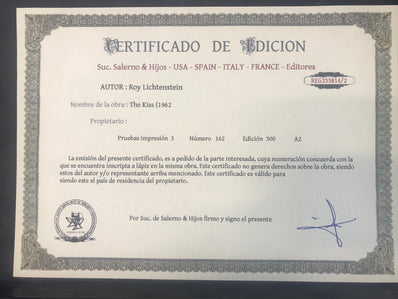 CERTIFICADO DE EDICION
Suc. Salerno & Hijos - USA - SPAIN - ITALY - FRANCE - Editores
REG235814/2
AUTOR : Roy Lichtenstein
Nombre de la obra : The Kiss (1962
Propietario :
Pruebas impresión 3 Número 162 Edición 300 A2
La emisión del presente certificado, es a pedido de la parte interesada, cuya numeración concuerda con la
que se encuentra inscripta a lápiz en la misma obra. Este certificado no genera derechos sobre la obra, siendo
estos del autor y/o representante arriba mencionado. Este certificado es válido para
siendo este el país de residencia del propietario.
Por Suc. de Salerno & Hijos firmo y signo el presente